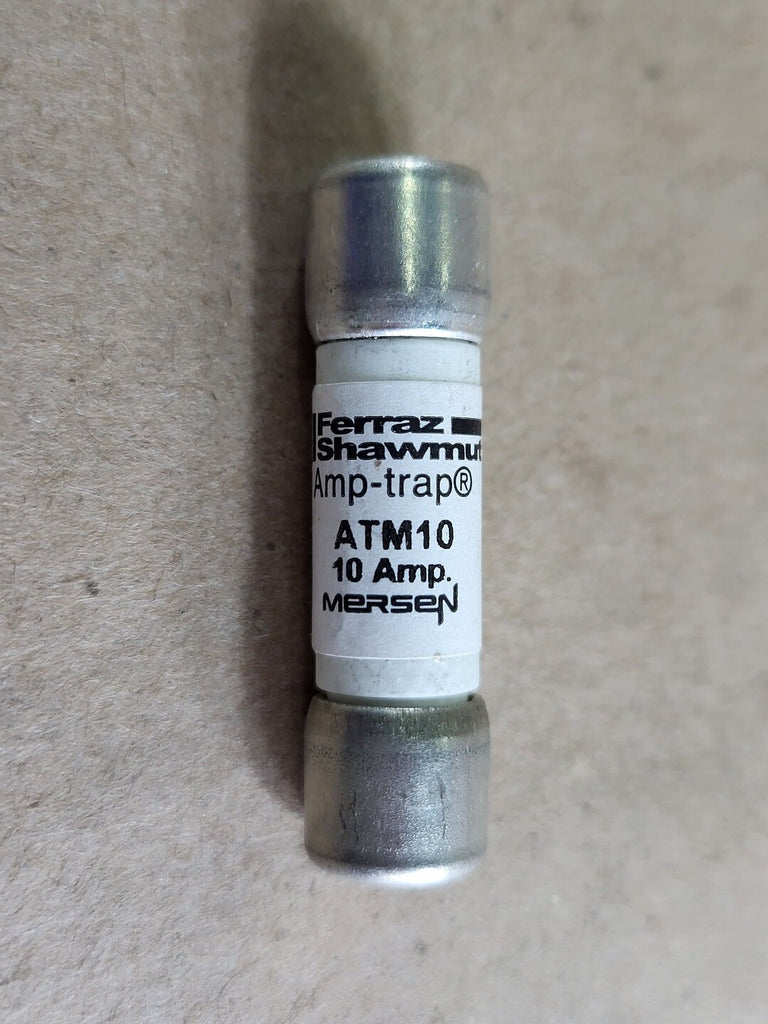 Ferraz
Shawmut
Amp-trap®
ATM10
10 Amp.
MERSEN